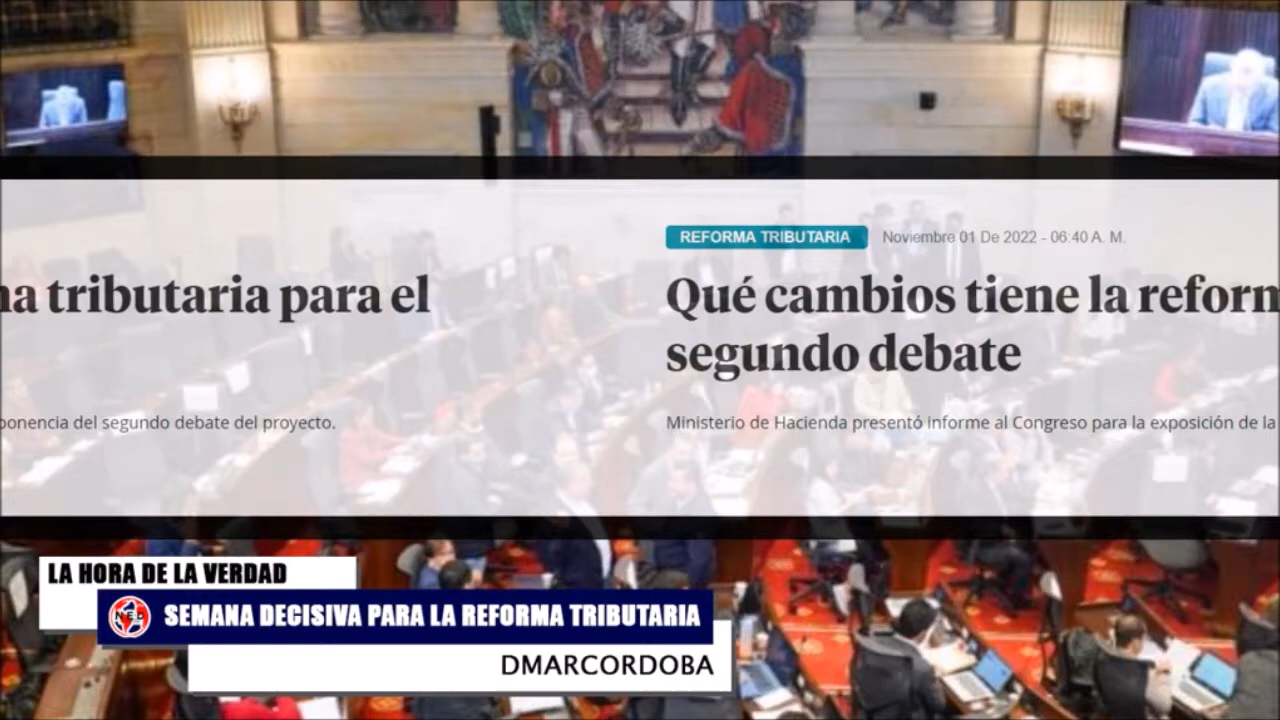 REFORMA TRIBUTARIA Noviembre 01 De 2022 - 06:40 A. M.
na tributaria para el
Qué cambios tiene la reform
segundo debate
ponencia del segundo debate del proyecto.
Ministerio de Hacienda presentó informe al Congreso para la exposición de la
LA HORA DE LA VERDAD
SEMANA DECISIVA PARA LA REFORMA TRIBUTARIA
DMARCORDOBA